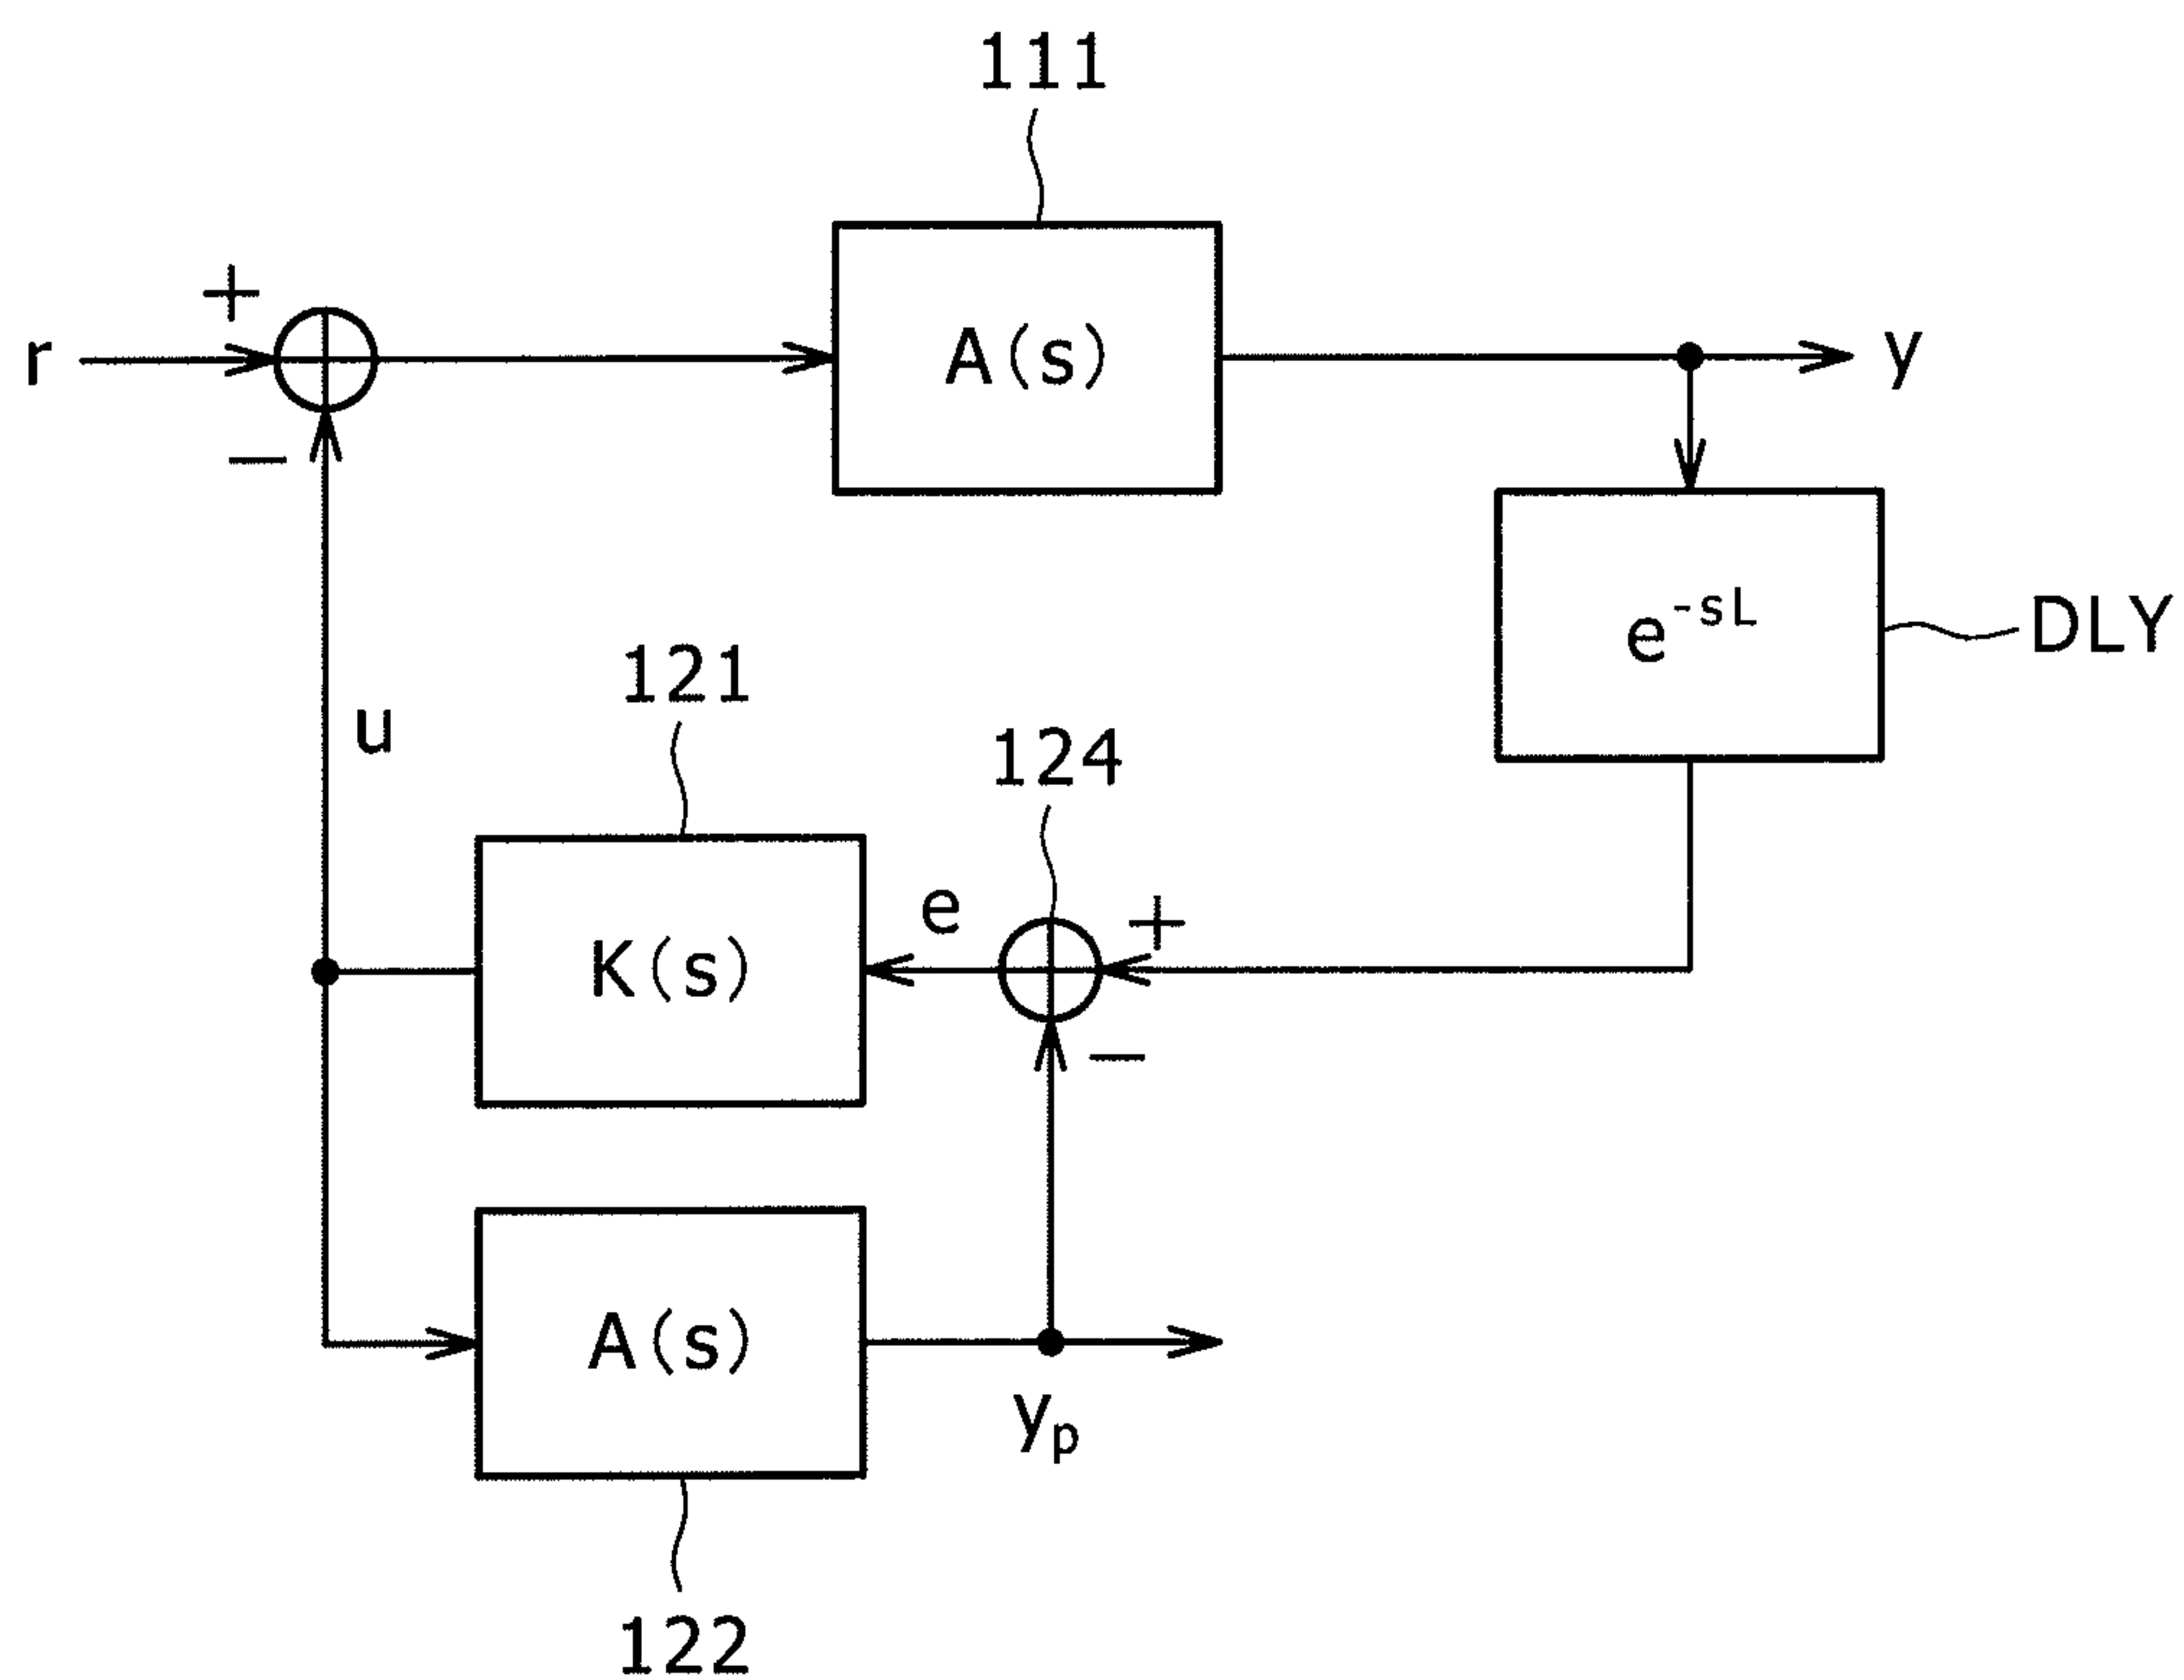 111
+
r
A(s)
y
−
e^-sL
DLY
121
u
124
e
+
K(s)
−
A(s)
y_p
122